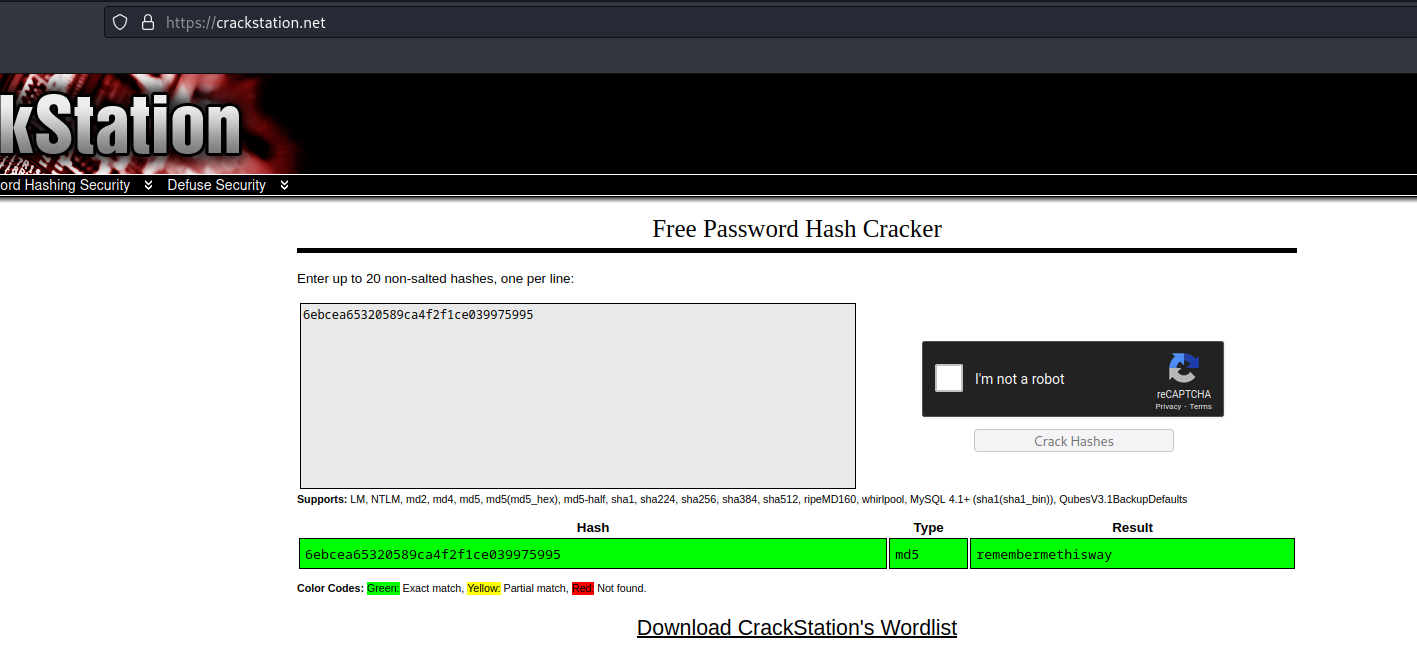 https://crackstation.net
kStation
ord Hashing Security Defuse Security
Free Password Hash Cracker
Enter up to 20 non-salted hashes, one per line:
6ebcea65320589ca4f2f1ce039975995
I'm not a robot
reCAPTCHA
Privacy - Terms
Crack Hashes
Supports: LM, NTLM, md2, md4, md5, md5(md5_hex), md5-half, sha1, sha224, sha256, sha384, sha512, ripeMD160, whirlpool, MySQL 4.1+ (sha1(sha1_bin)), QubesV3.1BackupDefaults
Hash Type Result
6ebcea65320589ca4f2f1ce039975995 md5 remembermethisway
Color Codes: Green: Exact match, Yellow: Partial match, Red: Not found.
Download CrackStation's Wordlist